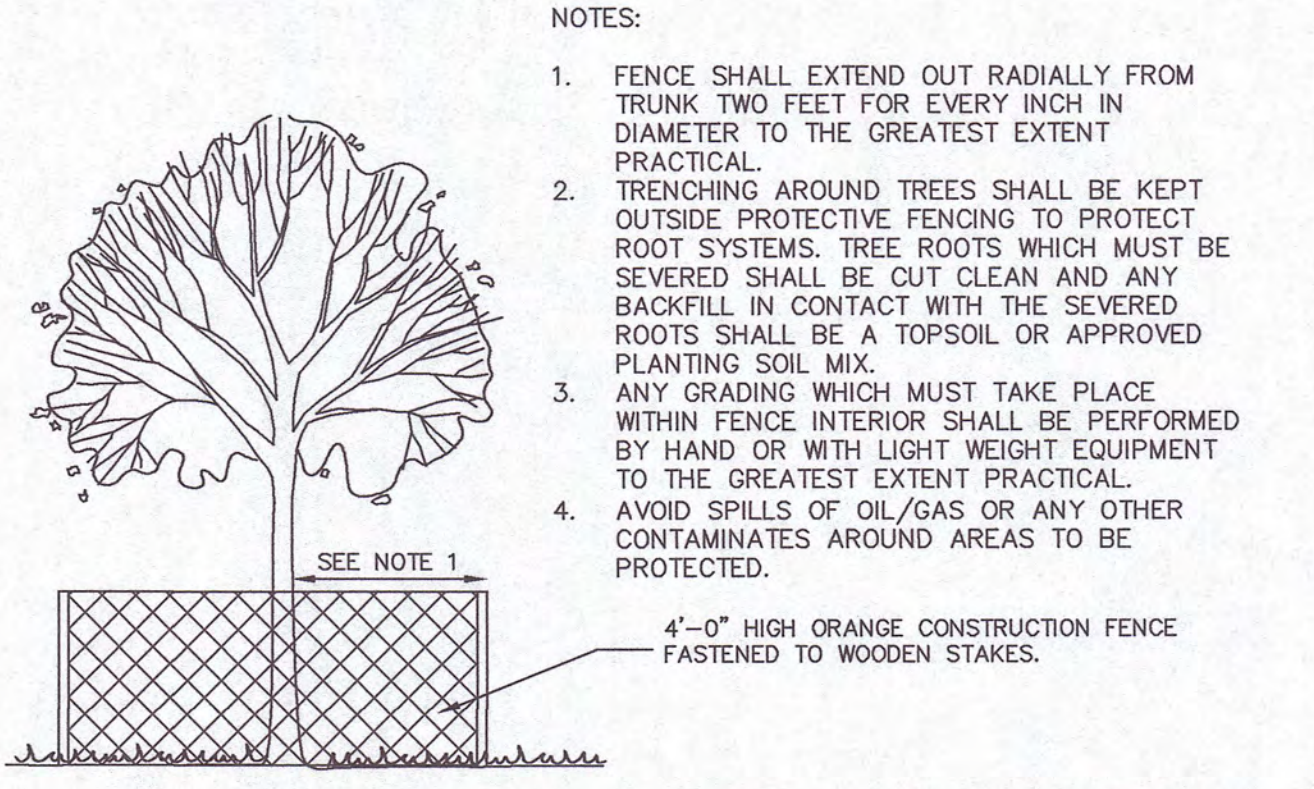 NOTES:
1. FENCE SHALL EXTEND OUT RADIALLY FROM
TRUNK TWO FEET FOR EVERY INCH IN
DIAMETER TO THE GREATEST EXTENT
PRACTICAL.
2. TRENCHING AROUND TREES SHALL BE KEPT
OUTSIDE PROTECTIVE FENCING TO PROTECT
ROOT SYSTEMS. TREE ROOTS WHICH MUST BE
SEVERED SHALL BE CUT CLEAN AND ANY
BACKFILL IN CONTACT WITH THE SEVERED
ROOTS SHALL BE A TOPSOIL OR APPROVED
PLANTING SOIL MIX.
3. ANY GRADING WHICH MUST TAKE PLACE
WITHIN FENCE INTERIOR SHALL BE PERFORMED
BY HAND OR WITH LIGHT WEIGHT EQUIPMENT
TO THE GREATEST EXTENT PRACTICAL.
4. AVOID SPILLS OF OIL/GAS OR ANY OTHER
CONTAMINATES AROUND AREAS TO BE
PROTECTED.
SEE NOTE 1
4'-0" HIGH ORANGE CONSTRUCTION FENCE
FASTENED TO WOODEN STAKES.